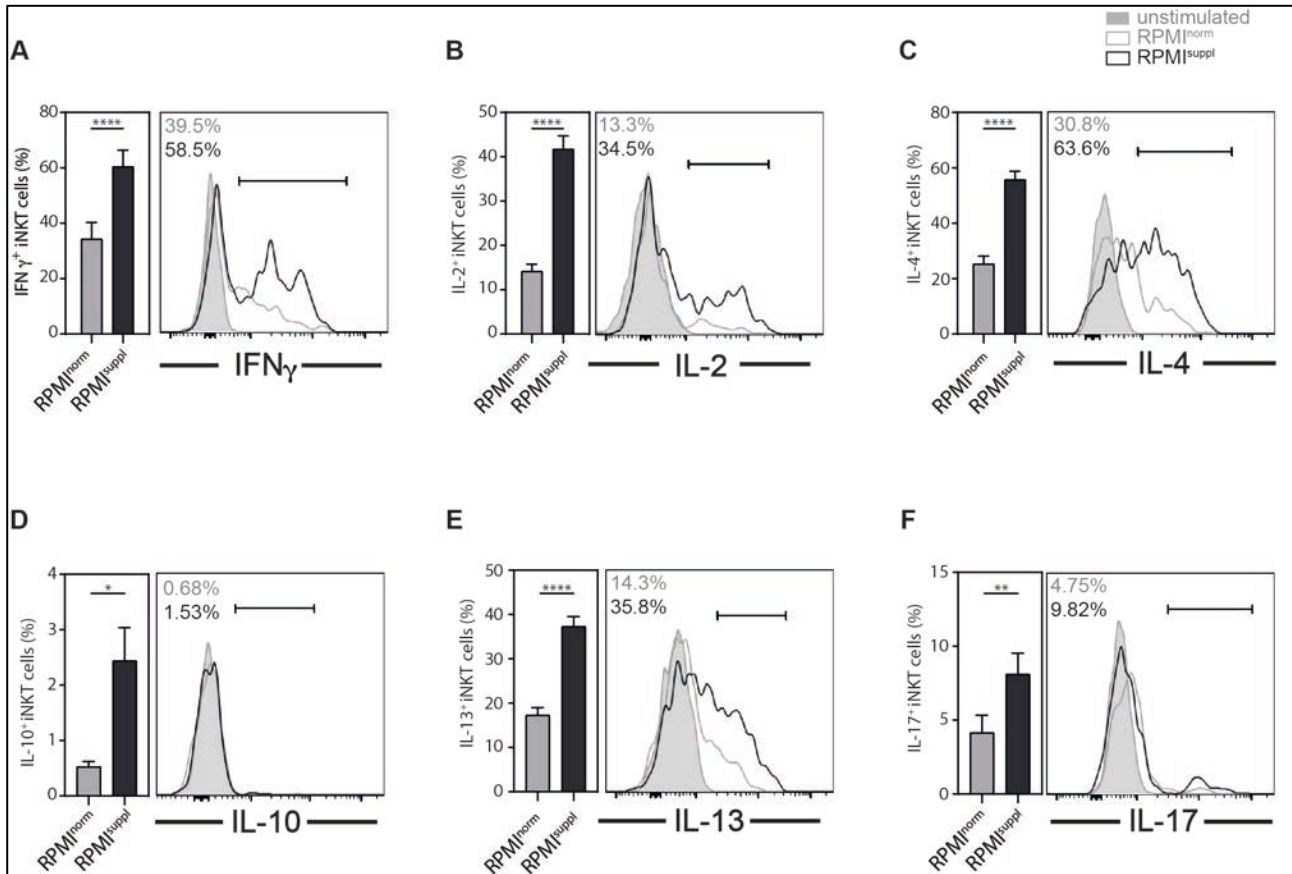 unstimulated
RPMIⁿᵒʳᵐ
RPMIˢᵘᵖᵖˡ
A
IFNγ⁺ iNKT cells (%)
80
60
40
20
0
****
RPMIⁿᵒʳᵐ
RPMIˢᵘᵖᵖˡ
39.5%
58.5%
IFNγ
B
IL-2⁺ iNKT cells (%)
50
40
30
20
10
0
****
RPMIⁿᵒʳᵐ
RPMIˢᵘᵖᵖˡ
13.3%
34.5%
IL-2
C
IL-4⁺ iNKT cells (%)
80
60
40
20
0
****
RPMIⁿᵒʳᵐ
RPMIˢᵘᵖᵖˡ
30.8%
63.6%
IL-4
D
IL-10⁺ iNKT cells (%)
4
3
2
1
0
*
RPMIⁿᵒʳᵐ
RPMIˢᵘᵖᵖˡ
0.68%
1.53%
IL-10
E
IL-13⁺ iNKT cells (%)
50
40
30
20
10
0
****
RPMIⁿᵒʳᵐ
RPMIˢᵘᵖᵖˡ
14.3%
35.8%
IL-13
F
IL-17⁺ iNKT cells (%)
15
10
5
0
**
RPMIⁿᵒʳᵐ
RPMIˢᵘᵖᵖˡ
4.75%
9.82%
IL-17